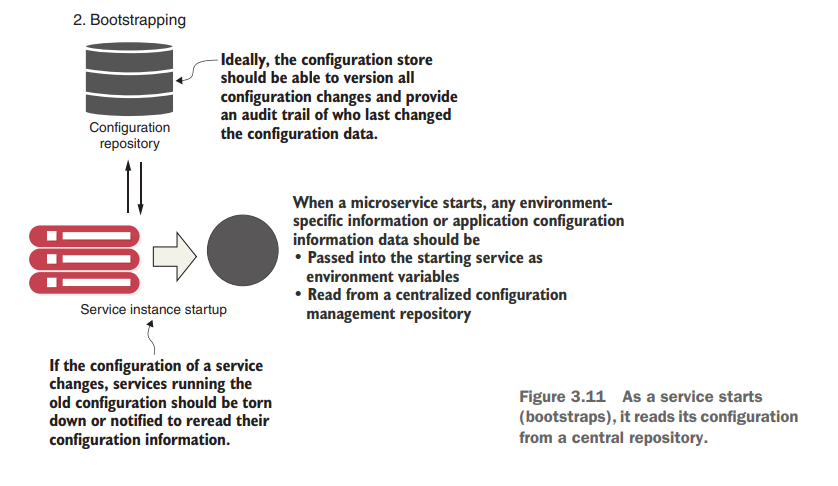 2. Bootstrapping
Ideally, the configuration store
should be able to version all
configuration changes and provide
an audit trail of who last changed
the configuration data.
Configuration
repository
When a microservice starts, any environment-
specific information or application configuration
information data should be
• Passed into the starting service as
environment variables
• Read from a centralized configuration
management repository
Service instance startup
If the configuration of a service
changes, services running the
old configuration should be torn
down or notified to reread their
configuration information.
Figure 3.11 As a service starts
(bootstraps), it reads its configuration
from a central repository.